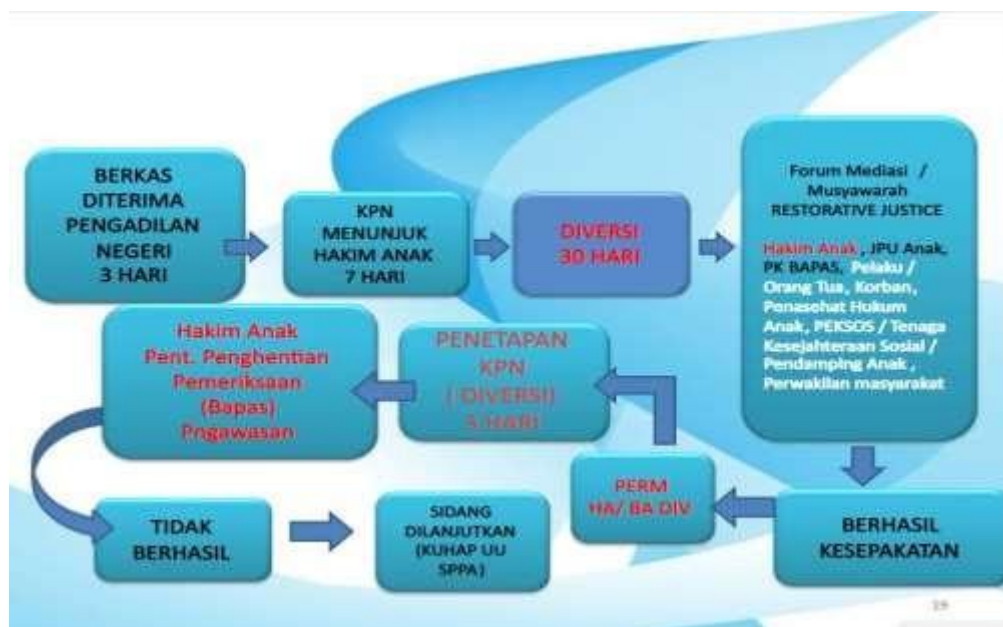 BERKAS
DITERIMA
PENGADILAN
NEGERI
3 HARI
KPN
MENUNJUK
HAKIM ANAK
7 HARI
DIVERSI
30 HARI
Forum Mediasi /
Musyawarah
RESTORATIVE JUSTICE
Hakim Anak, JPU Anak,
PK BAPAS, Pelaku /
Orang Tua, Korban,
Penasehat Hukum
Anak, PEKSOS / Tenaga
Kesejahteraan Sosial /
Pendamping Anak,
Perwakilan masyarakat
BERHASIL
KESEPAKATAN
PERM
HA/ BA DIV
PENETAPAN
KPN
( DIVERSI)
3 HARI
Hakim Anak
Pent. Penghentian
Pemeriksaan
(Bapas)
Pngawasan
TIDAK
BERHASIL
SIDANG
DILANJUTKAN
(KUHAP UU
SPPA)